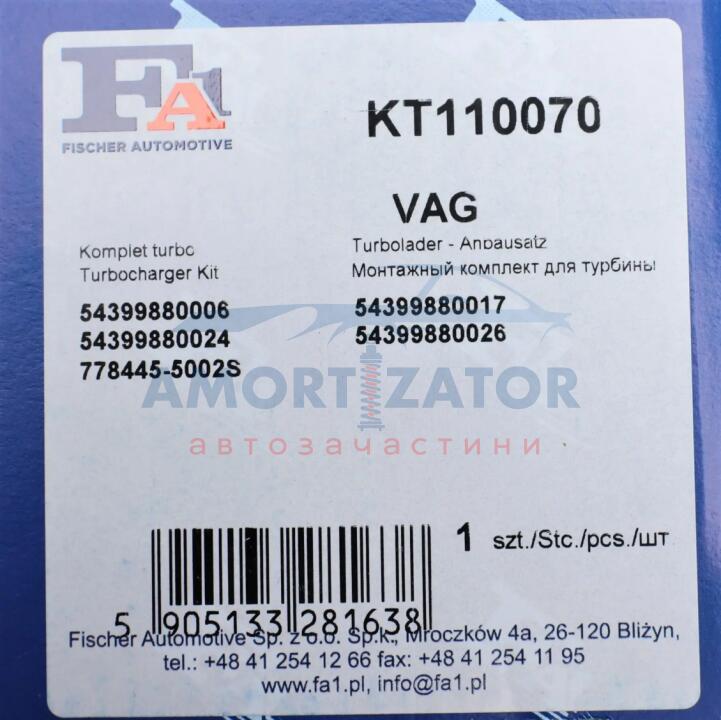 FA1
FISCHER AUTOMOTIVE
KT110070
VAG
Komplet turbo
Turbocharger Kit
Turbolader - Anbausatz
Монтажный комплект для турбины
54399880006
54399880024
778445-5002S
54399880017
54399880026
AMORTIZATOR
автозачастини
1 szt./Stc./pcs./шт
5 905133 281638
Fischer Automotive Sp. z o.o. Sp.k., Mroczków 4a, 26-120 Bliżyn,
tel.: +48 41 254 12 66 fax: +48 41 254 11 95
www.fa1.pl, info@fa1.pl